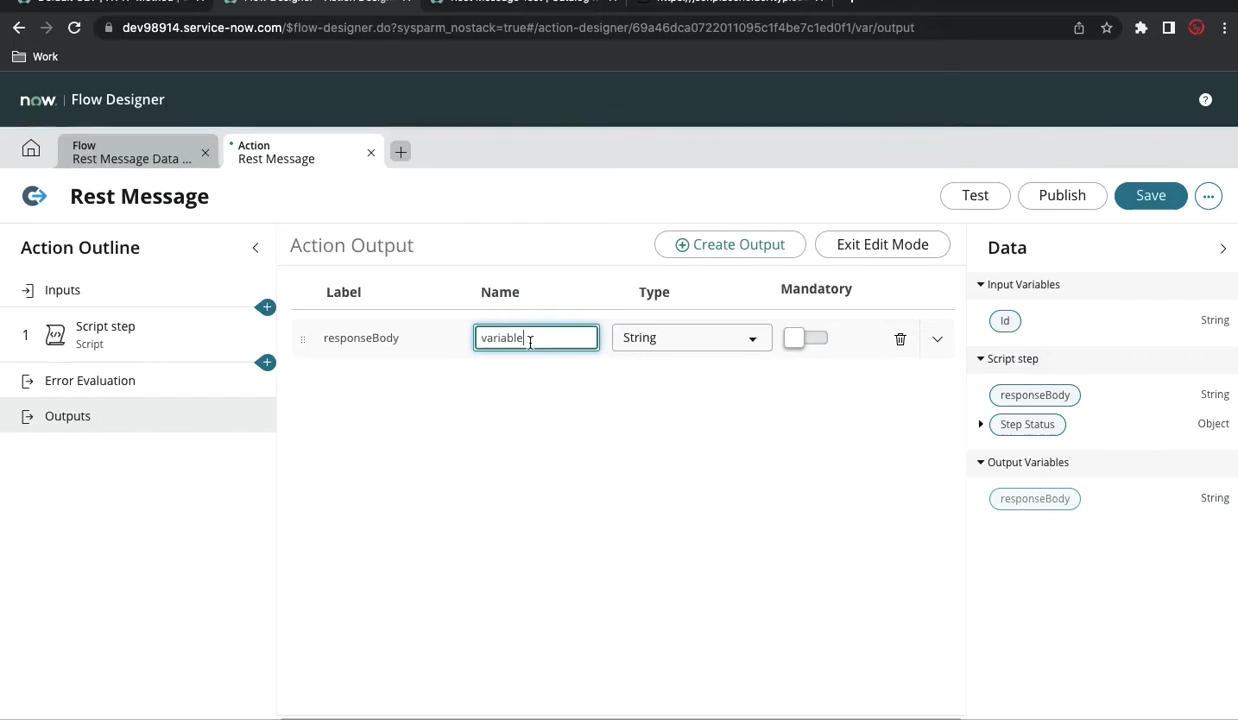 dev98914.service-now.com/$flow-designer.do?sysparm_nostack=true#/action-designer/69a46dca0722011095c1f4be7c1ed0f1/var/output
Work
now. | Flow Designer
Flow
Rest Message Data ...
Action
Rest Message
Rest Message
Test
Publish
Save
Action Outline
Action Output
Create Output
Exit Edit Mode
Data
Inputs
1
Script step
Script
Error Evaluation
Outputs
Label
Name
Type
Mandatory
responseBody
variable
String
Input Variables
Id
String
Script step
responseBody
String
Step Status
Object
Output Variables
responseBody
String